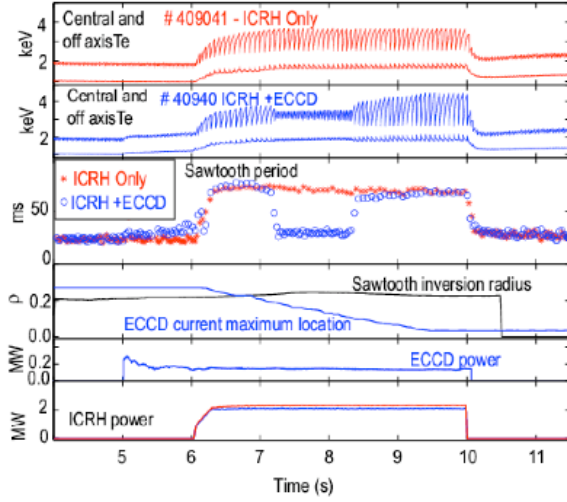 Central and
off axisTe
# 409041 - ICRH Only
4
2
keV
Central and
off axisTe
# 40940 ICRH +ECCD
4
2
keV
Sawtooth period
* ICRH Only
o ICRH +ECCD
50
0
ms
Sawtooth inversion radius
ECCD current maximum location
0.2
0.0
ρ
ECCD power
0.2
0.0
MW
ICRH power
2
0
MW
5 6 7 8 9 10 11
Time (s)